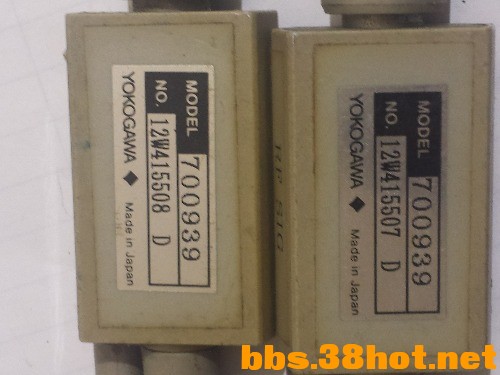 MODEL 700939
NO. 12W415508 D
YOKOGAWA ◆ Made in Japan
MODEL 700939
NO. 12W415507 D
YOKOGAWA ◆ Made in Japan
bbs.38hot.net